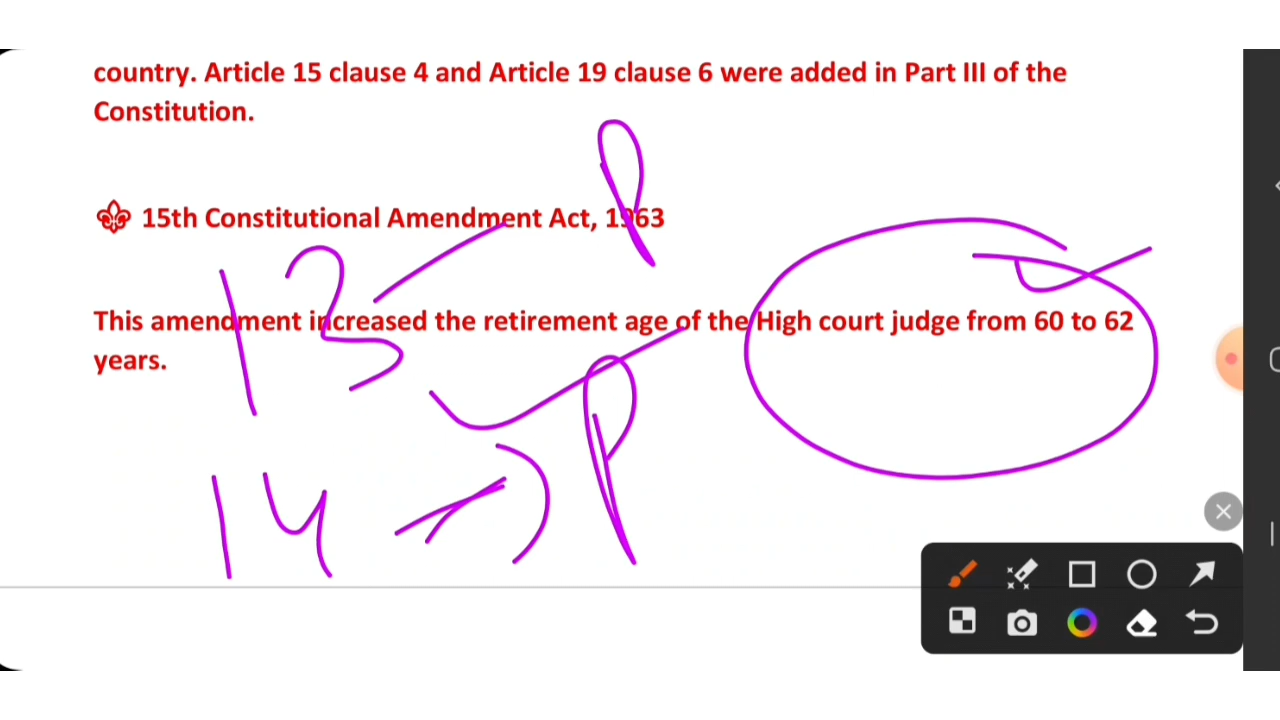 country. Article 15 clause 4 and Article 19 clause 6 were added in Part III of the
Constitution.
15th Constitutional Amendment Act, 1963
This amendment increased the retirement age of the High court judge from 60 to 62
years.
13
P
14
P